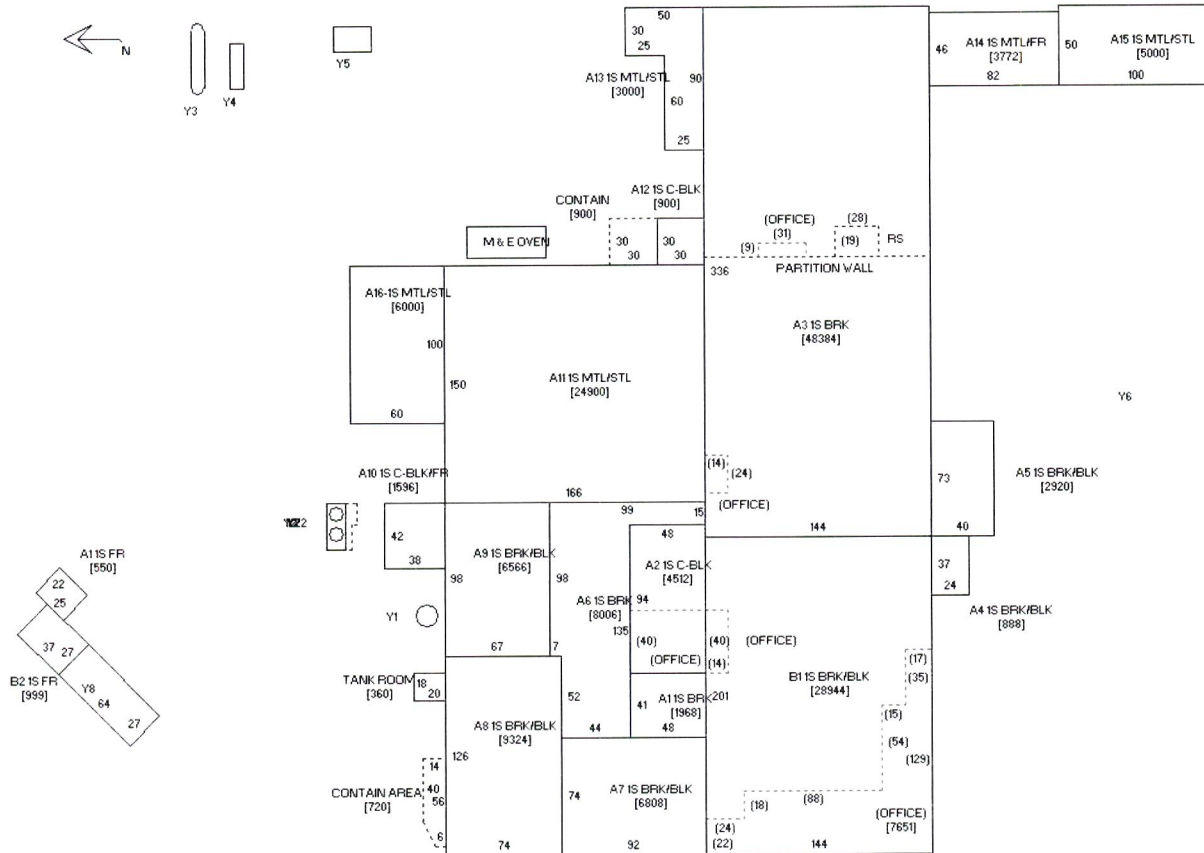 N
Y3
Y4
Y5
50
30
25
A13 1S MTL/STL
[3000]
90
60
25
46
A14 1S MTL/FR
[3772]
82
50
A15 1S MTL/STL
[5000]
100
CONTAIN
[900]
A12 1S C-BLK
[900]
30
30
30
30
M & E OVEN
(OFFICE)
(31)
(9)
(28)
(19)
RS
336
PARTITION WALL
A16-1S MTL/STL
[6000]
100
60
150
A11 1S MTL/STL
[24900]
166
A3 1S BRK
[48384]
Y6
(14)
(24)
(OFFICE)
144
73
40
A5 1S BRK/BLK
[2920]
A10 1S C-BLK/FR
[1596]
42
38
99
15
48
A9 1S BRK/BLK
[6566]
98
98
67
7
A2 1S C-BLK
[4512]
94
A6 1S BRK
[8006]
135
(40)
(OFFICE)
(40)
(OFFICE)
(14)
37
24
A4 1S BRK/BLK
[888]
A1 1S FR
[550]
22
25
37
27
B2 1S FR
[999]
Y8
64
27
Y1
TANK ROOM
[360]
18
20
A8 1S BRK/BLK
[9324]
126
52
44
41
A1 1S BRK
[1968]
48
201
B1 1S BRK/BLK
[28944]
(17)
(35)
(15)
(54)
(129)
CONTAIN AREA
[720]
14
40
56
6
74
74
A7 1S BRK/BLK
[6808]
92
(18)
(88)
(24)
(22)
144
(OFFICE)
[7651]